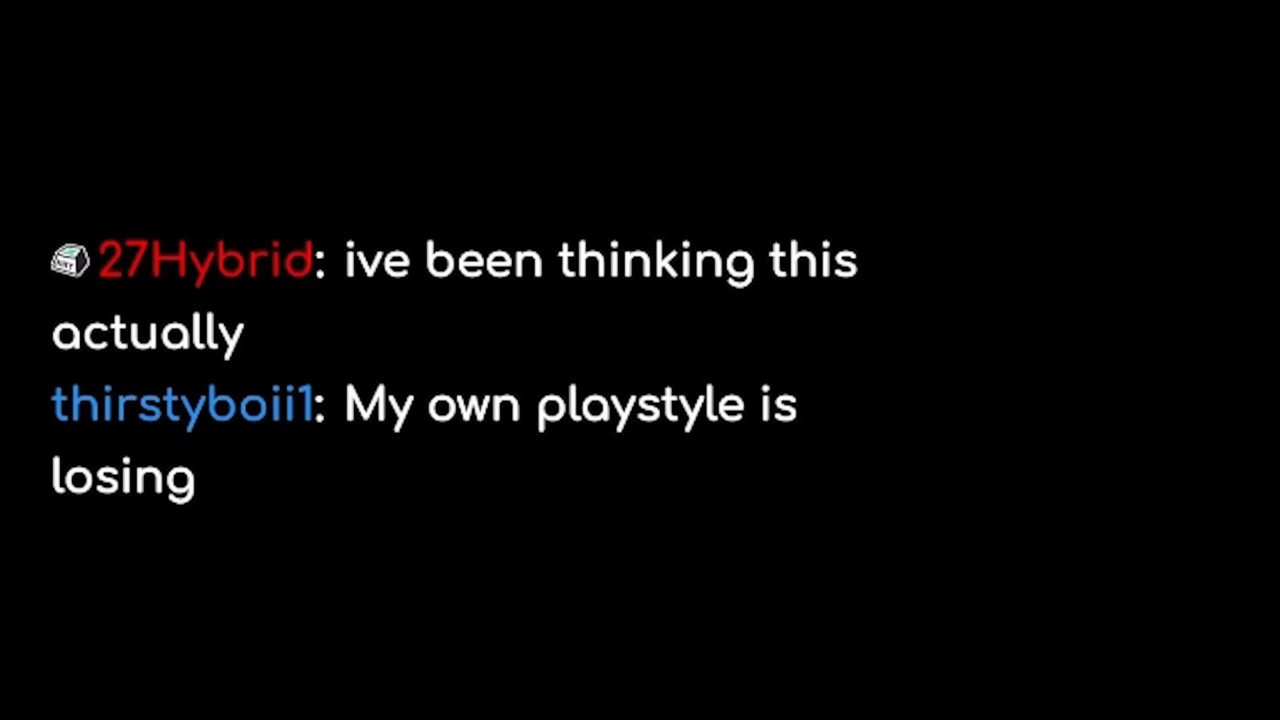 27Hybrid: ive been thinking this
actually
thirstyboii1: My own playstyle is
losing